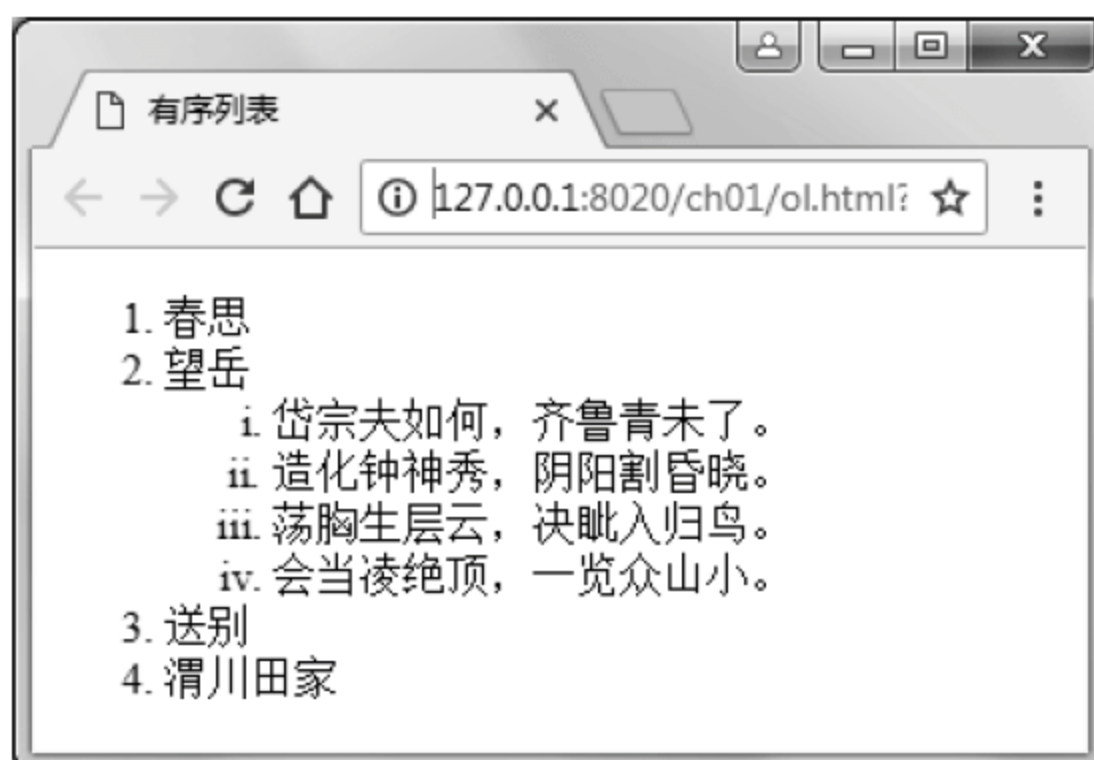 有序列表
127.0.0.1:8020/ch01/ol.html?
1. 春思
2. 望岳
i. 岱宗夫如何，齐鲁青未了。
ii. 造化钟神秀，阴阳割昏晓。
iii. 荡胸生层云，决眦入归鸟。
iv. 会当凌绝顶，一览众山小。
3. 送别
4. 渭川田家